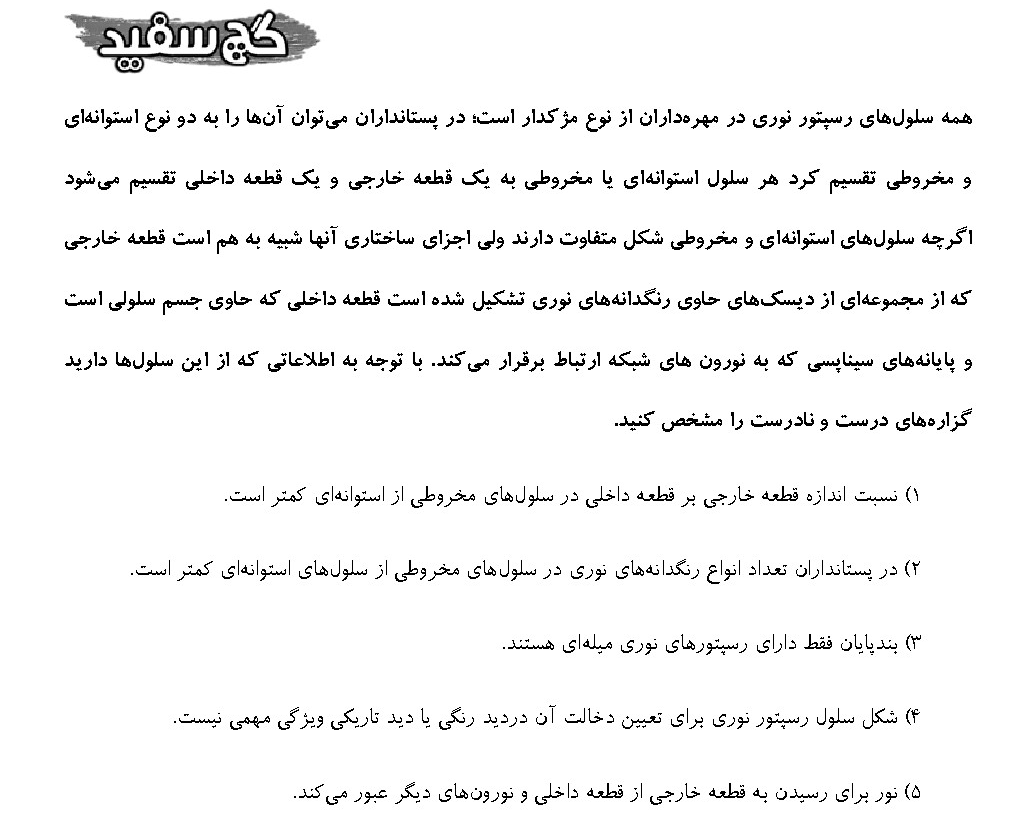 گچ سفید
همه سلول‌های رسپتور نوری در مهره‌داران از نوع مژکدار است؛ در پستانداران می‌توان آن‌ها را به دو نوع استوانه‌ای
و مخروطی تقسیم کرد هر سلول استوانه‌ای یا مخروطی به یک قطعه خارجی و یک قطعه داخلی تقسیم می‌شود
اگرچه سلول‌های استوانه‌ای و مخروطی شکل متفاوت دارند ولی اجزای ساختاری آنها شبیه به هم است قطعه خارجی
که از مجموعه‌ای از دیسک‌های حاوی رنگدانه‌های نوری تشکیل شده است قطعه داخلی که حاوی جسم سلولی است
و پایانه‌های سیناپسی که به نورون های شبکه ارتباط برقرار می‌کند. با توجه به اطلاعاتی که از این سلول‌ها دارید
گزاره‌های درست و نادرست را مشخص کنید.
۱) نسبت اندازه قطعه خارجی بر قطعه داخلی در سلول‌های مخروطی از استوانه‌ای کمتر است.
۲) در پستانداران تعداد انواع رنگدانه‌های نوری در سلول‌های مخروطی از سلول‌های استوانه‌ای کمتر است.
۳) بندپایان فقط دارای رسپتورهای نوری میله‌ای هستند.
۴) شکل سلول رسپتور نوری برای تعیین دخالت آن دردید رنگی یا دید تاریکی ویژگی مهمی نیست.
۵) نور برای رسیدن به قطعه خارجی از قطعه داخلی و نورون‌های دیگر عبور می‌کند.